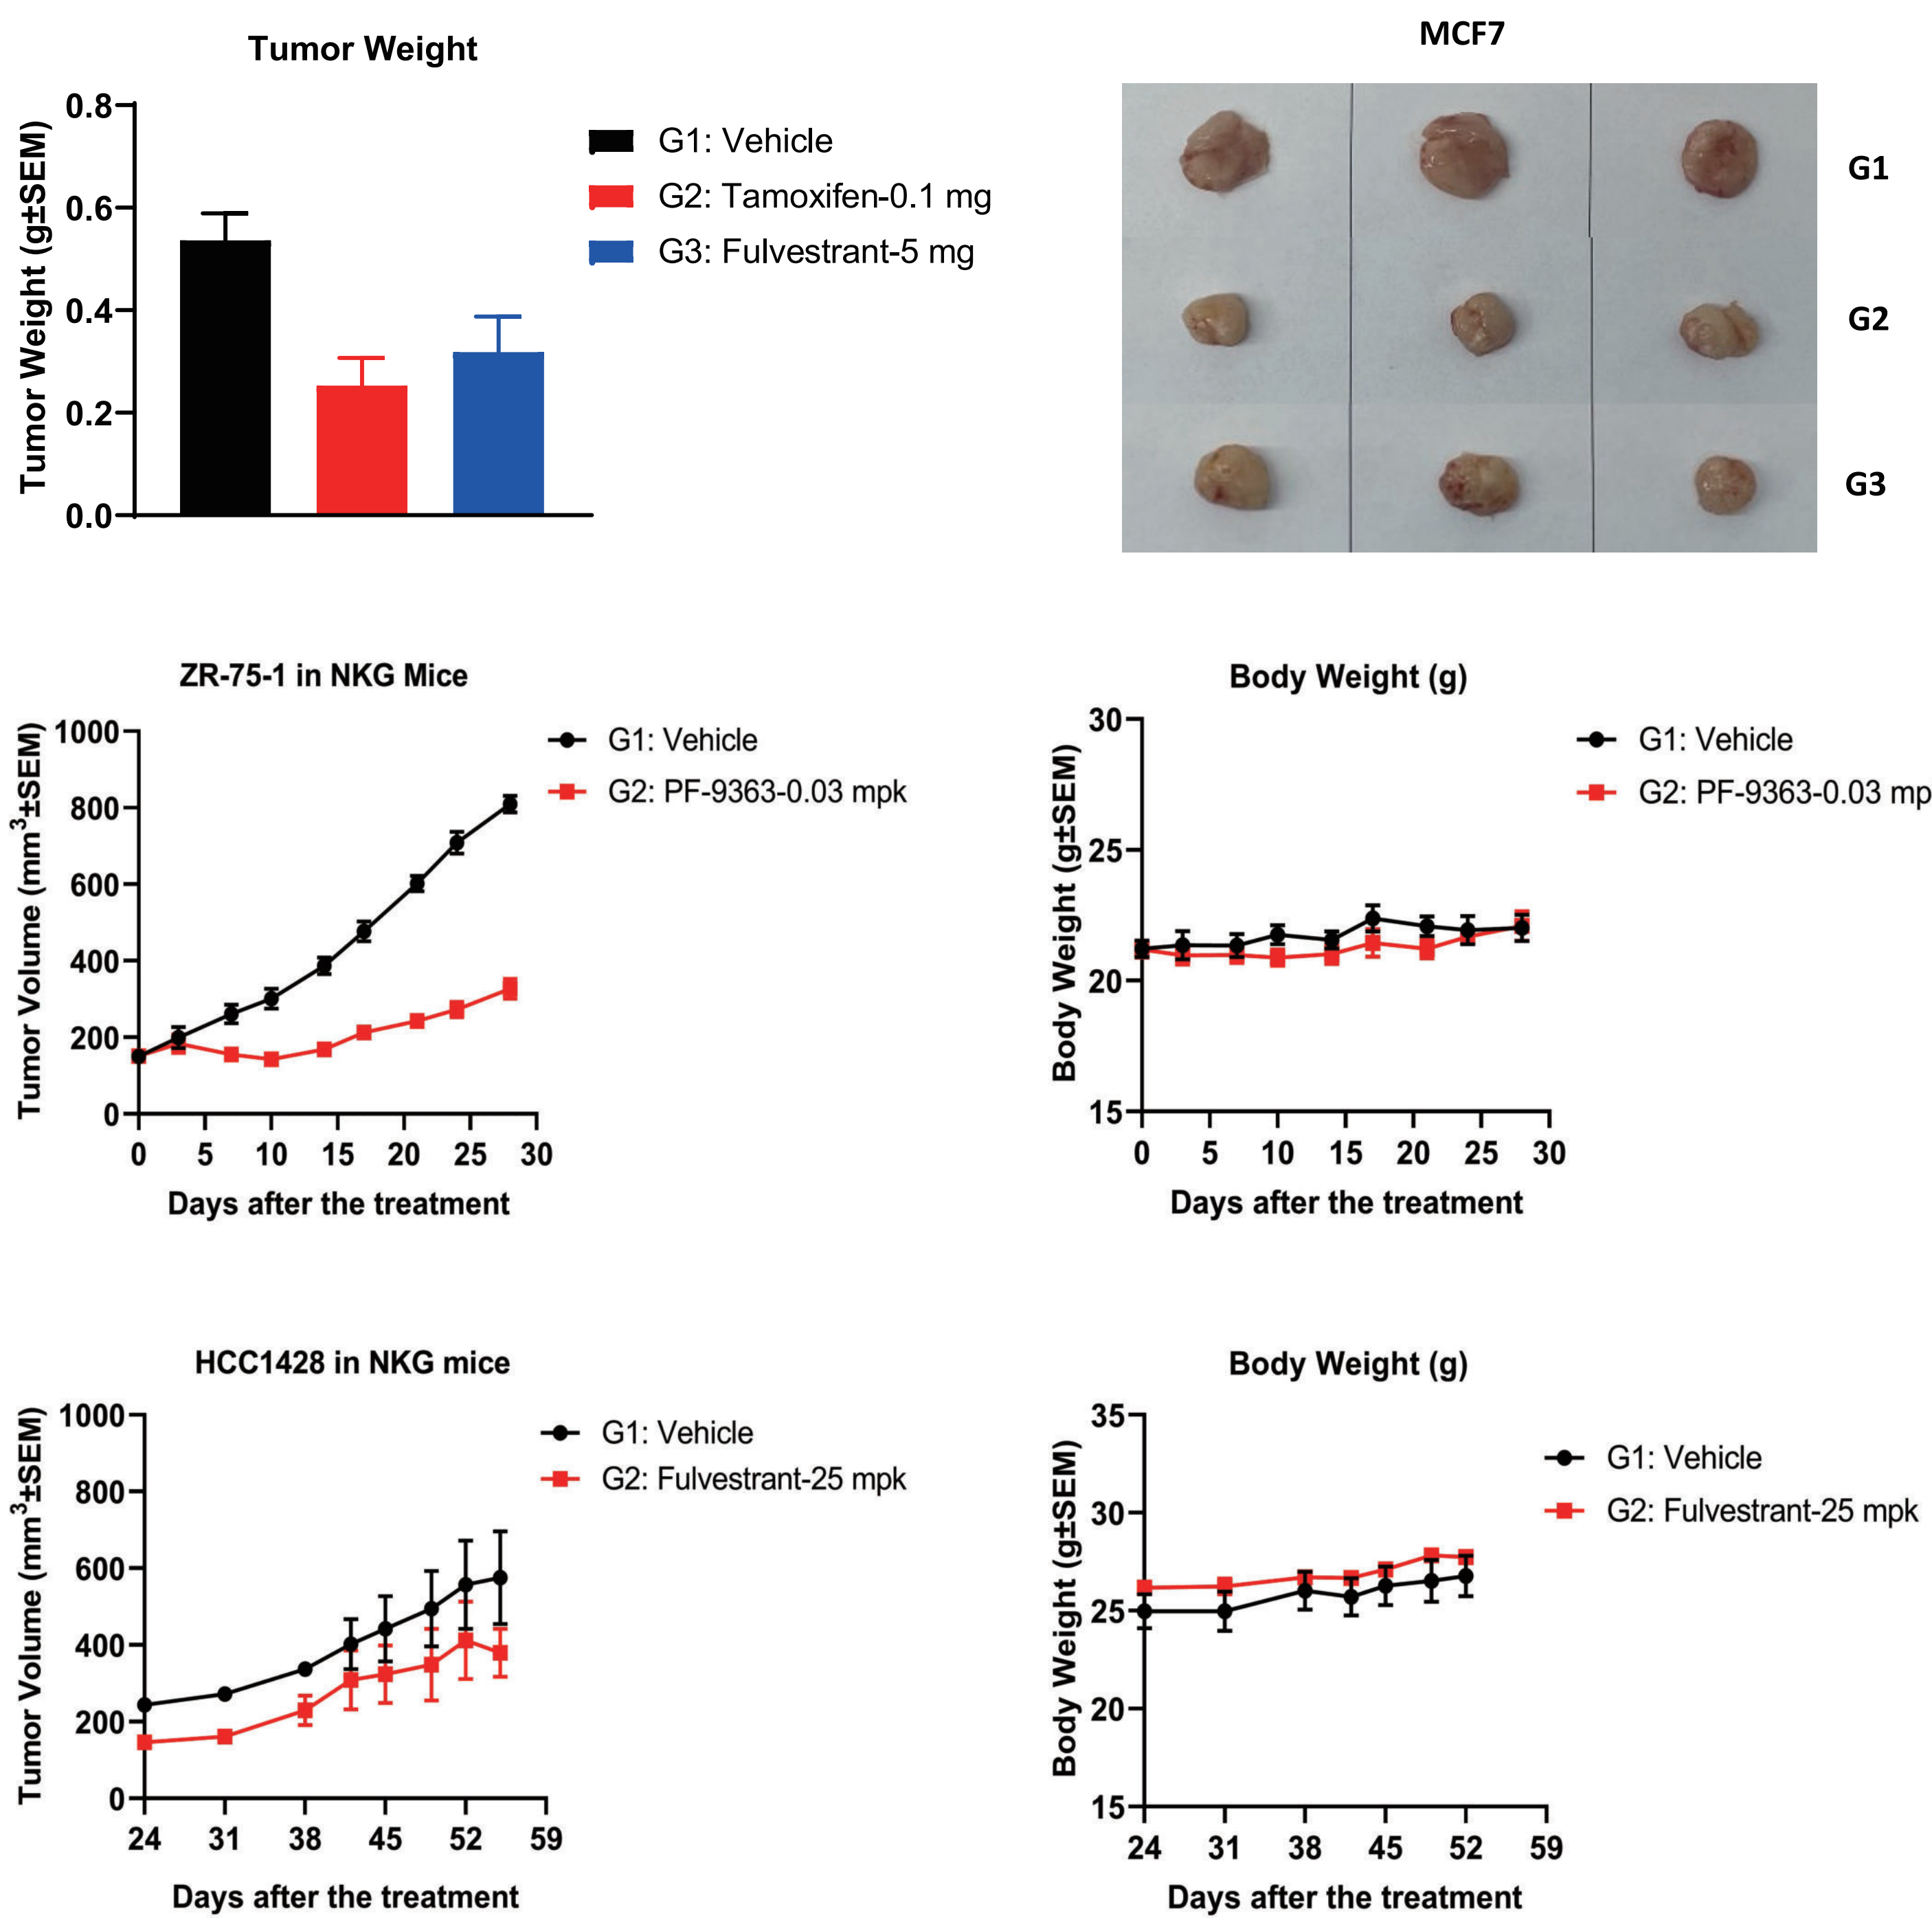 Tumor Weight
Tumor Weight (g±SEM)
0.8
0.6
0.4
0.2
0.0
G1: Vehicle
G2: Tamoxifen-0.1 mg
G3: Fulvestrant-5 mg
MCF7
G1
G2
G3
ZR-75-1 in NKG Mice
Tumor Volume (mm³±SEM)
1000
800
600
400
200
0
0 5 10 15 20 25 30
Days after the treatment
G1: Vehicle
G2: PF-9363-0.03 mpk
Body Weight (g)
Body Weight (g±SEM)
30
25
20
15
0 5 10 15 20 25 30
Days after the treatment
G1: Vehicle
G2: PF-9363-0.03 mp
HCC1428 in NKG mice
Tumor Volume (mm³±SEM)
1000
800
600
400
200
0
24 31 38 45 52 59
Days after the treatment
G1: Vehicle
G2: Fulvestrant-25 mpk
Body Weight (g)
Body Weight (g±SEM)
35
30
25
20
15
24 31 38 45 52 59
Days after the treatment
G1: Vehicle
G2: Fulvestrant-25 mpk